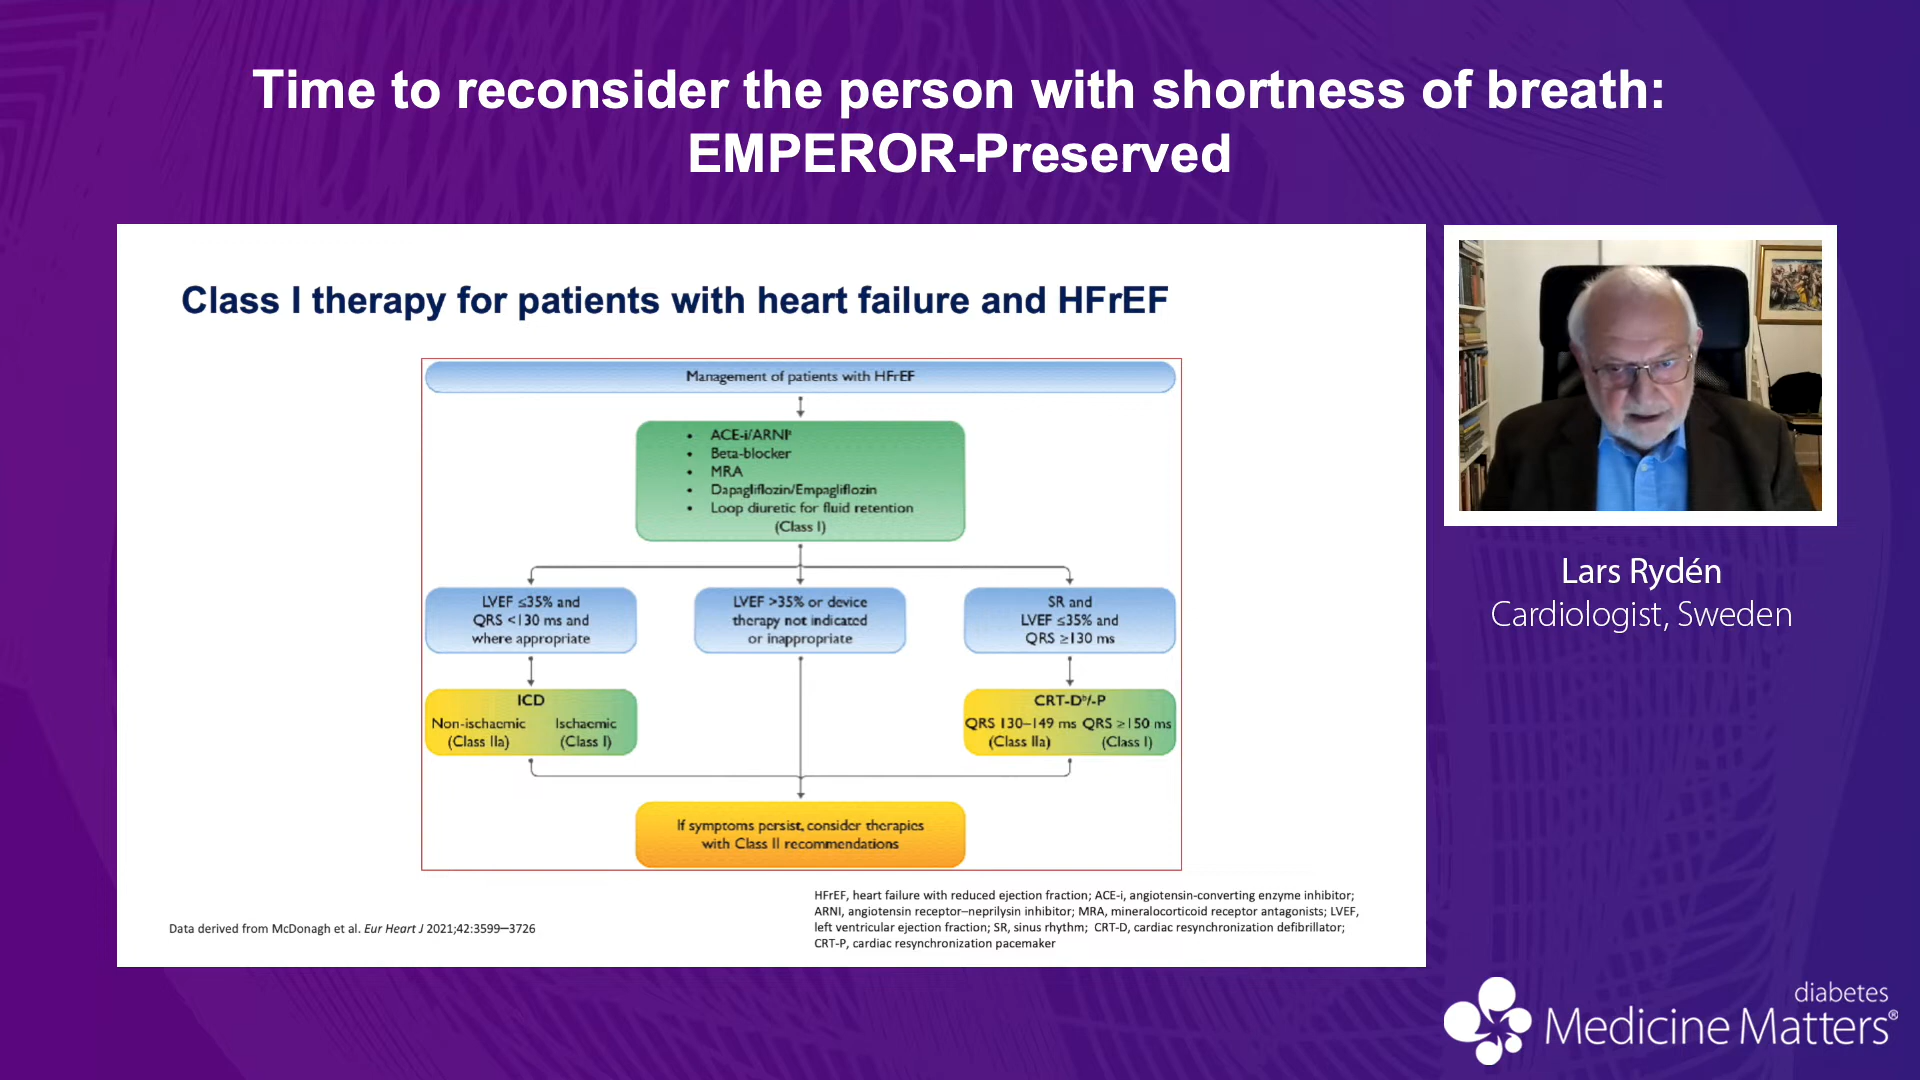 Time to reconsider the person with shortness of breath:
EMPEROR-Preserved
Class I therapy for patients with heart failure and HFrEF
Management of patients with HFrEF
• ACE-i/ARNIª
• Beta-blocker
• MRA
• Dapagliflozin/Empagliflozin
• Loop diuretic for fluid retention
(Class I)
LVEF ≤35% and
QRS <130 ms and
where appropriate
LVEF >35% or device
therapy not indicated
or inappropriate
SR and
LVEF ≤35% and
QRS ≥130 ms
ICD
Non-ischaemic Ischaemic
(Class IIa) (Class I)
CRT-Dᵇ/-P
QRS 130–149 ms QRS ≥150 ms
(Class IIa) (Class I)
If symptoms persist, consider therapies
with Class II recommendations
Data derived from McDonagh et al. Eur Heart J 2021;42:3599–3726
HFrEF, heart failure with reduced ejection fraction; ACE-i, angiotensin-converting enzyme inhibitor;
ARNI, angiotensin receptor–neprilysin inhibitor; MRA, mineralocorticoid receptor antagonists; LVEF,
left ventricular ejection fraction; SR, sinus rhythm; CRT-D, cardiac resynchronization defibrillator;
CRT-P, cardiac resynchronization pacemaker
Lars Rydén
Cardiologist, Sweden
diabetes
Medicine Matters®